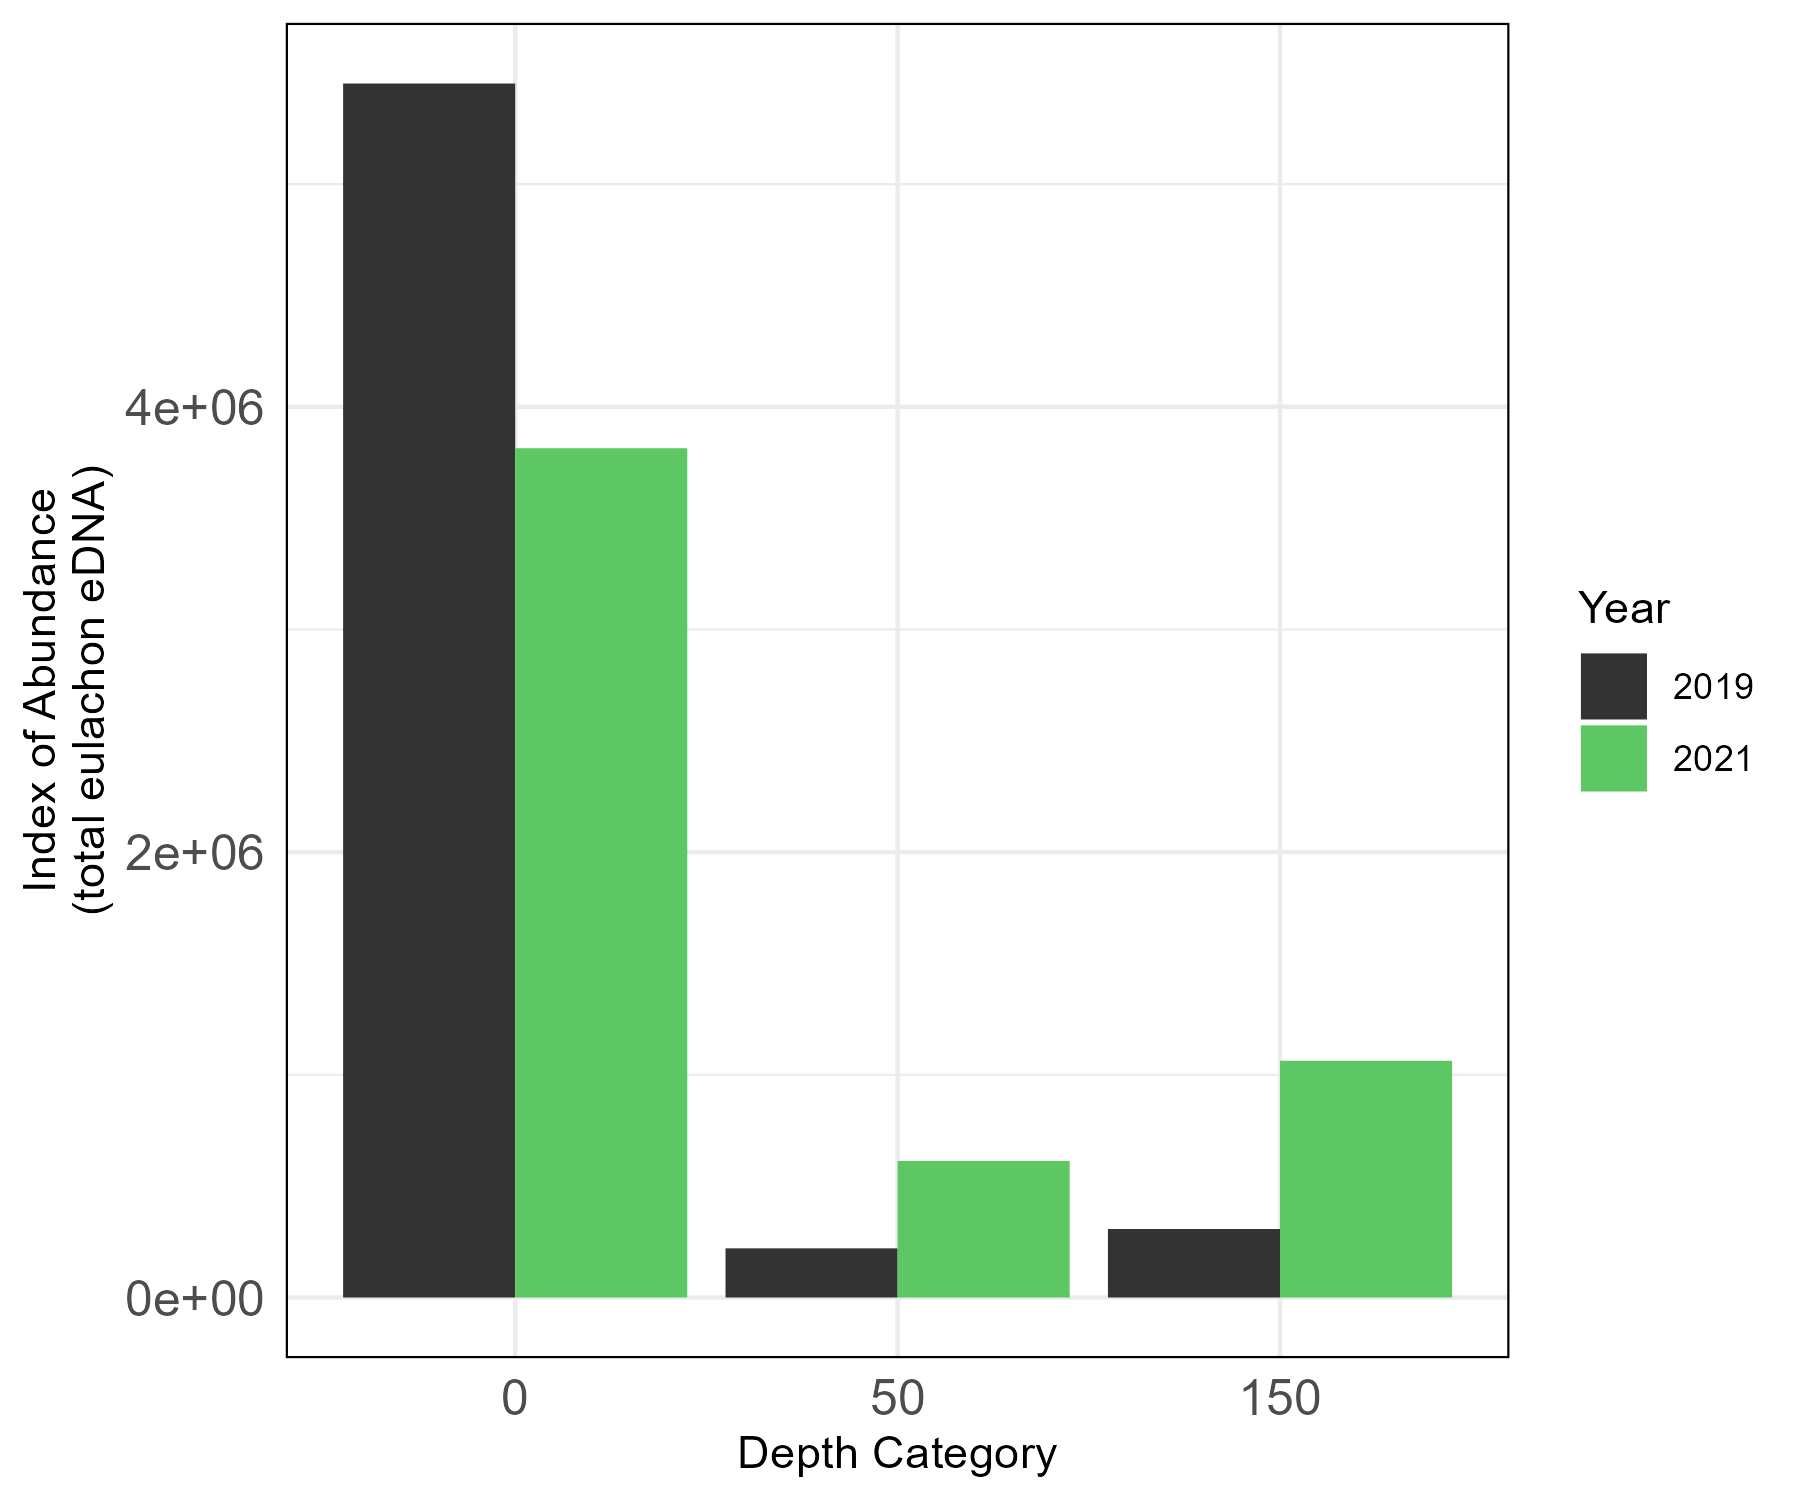 Index of Abundance
(total eulachon eDNA)
4e+06
2e+06
0e+00
0
50
150
Depth Category
Year
2019
2021